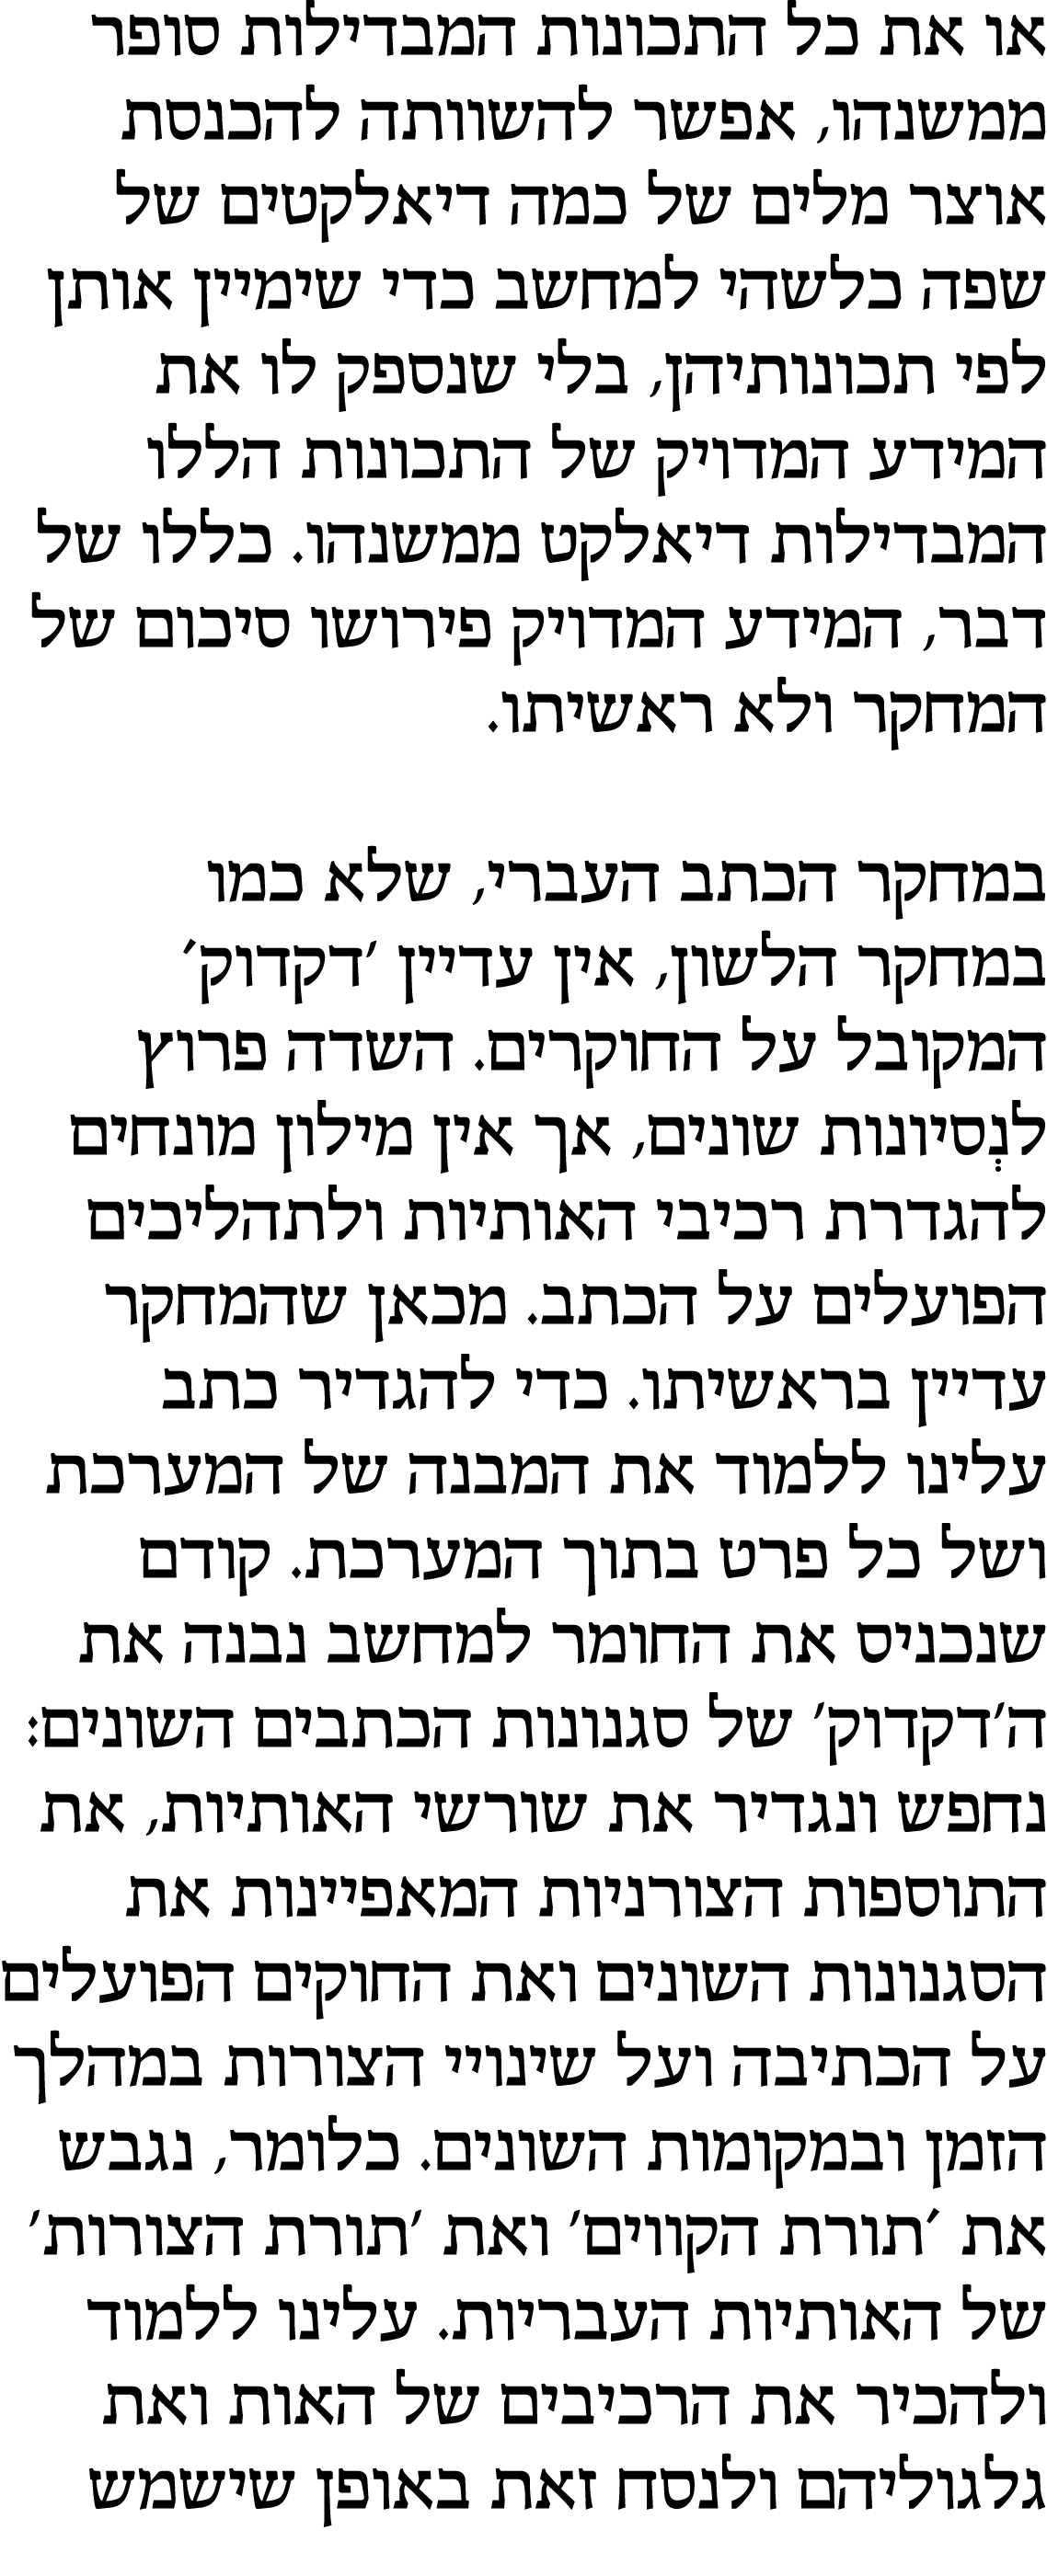 או את כל התכונות המבדילות סופר
ממשנהו, אפשר להשוותה להכנסת
אוצר מלים של כמה דיאלקטים של
שפה כלשהי למחשב כדי שימיין אותן
לפי תכונותיהן, בלי שנספק לו את
המידע המדויק של התכונות הללו
המבדילות דיאלקט ממשנהו. כללו של
דבר, המידע המדויק פירושו סיכום של
המחקר ולא ראשיתו.
במחקר הכתב העברי, שלא כמו
במחקר הלשון, אין עדיין ׳דקדוק׳
המקובל על החוקרים. השדה פרוץ
לנְסיונות שונים, אך אין מילון מונחים
להגדרת רכיבי האותיות ולתהליכים
הפועלים על הכתב. מכאן שהמחקר
עדיין בראשיתו. כדי להגדיר כתב
עלינו ללמוד את המבנה של המערכת
ושל כל פרט בתוך המערכת. קודם
שנכניס את החומר למחשב נבנה את
ה׳דקדוק׳ של סגנונות הכתבים השונים:
נחפש ונגדיר את שורשי האותיות, את
התוספות הצורניות המאפיינות את
הסגנונות השונים ואת החוקים הפועלים
על הכתיבה ועל שינויי הצורות במהלך
הזמן ובמקומות השונים. כלומר, נגבש
את ׳תורת הקווים׳ ואת ׳תורת הצורות׳
של האותיות העבריות. עלינו ללמוד
ולהכיר את הרכיבים של האות ואת
גלגוליהם ולנסח זאת באופן שישמש